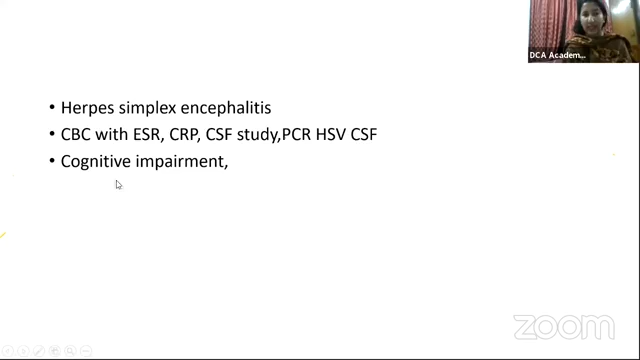 DCA Academ...
• Herpes simplex encephalitis
• CBC with ESR, CRP, CSF study,PCR HSV CSF
• Cognitive impairment,
zoom